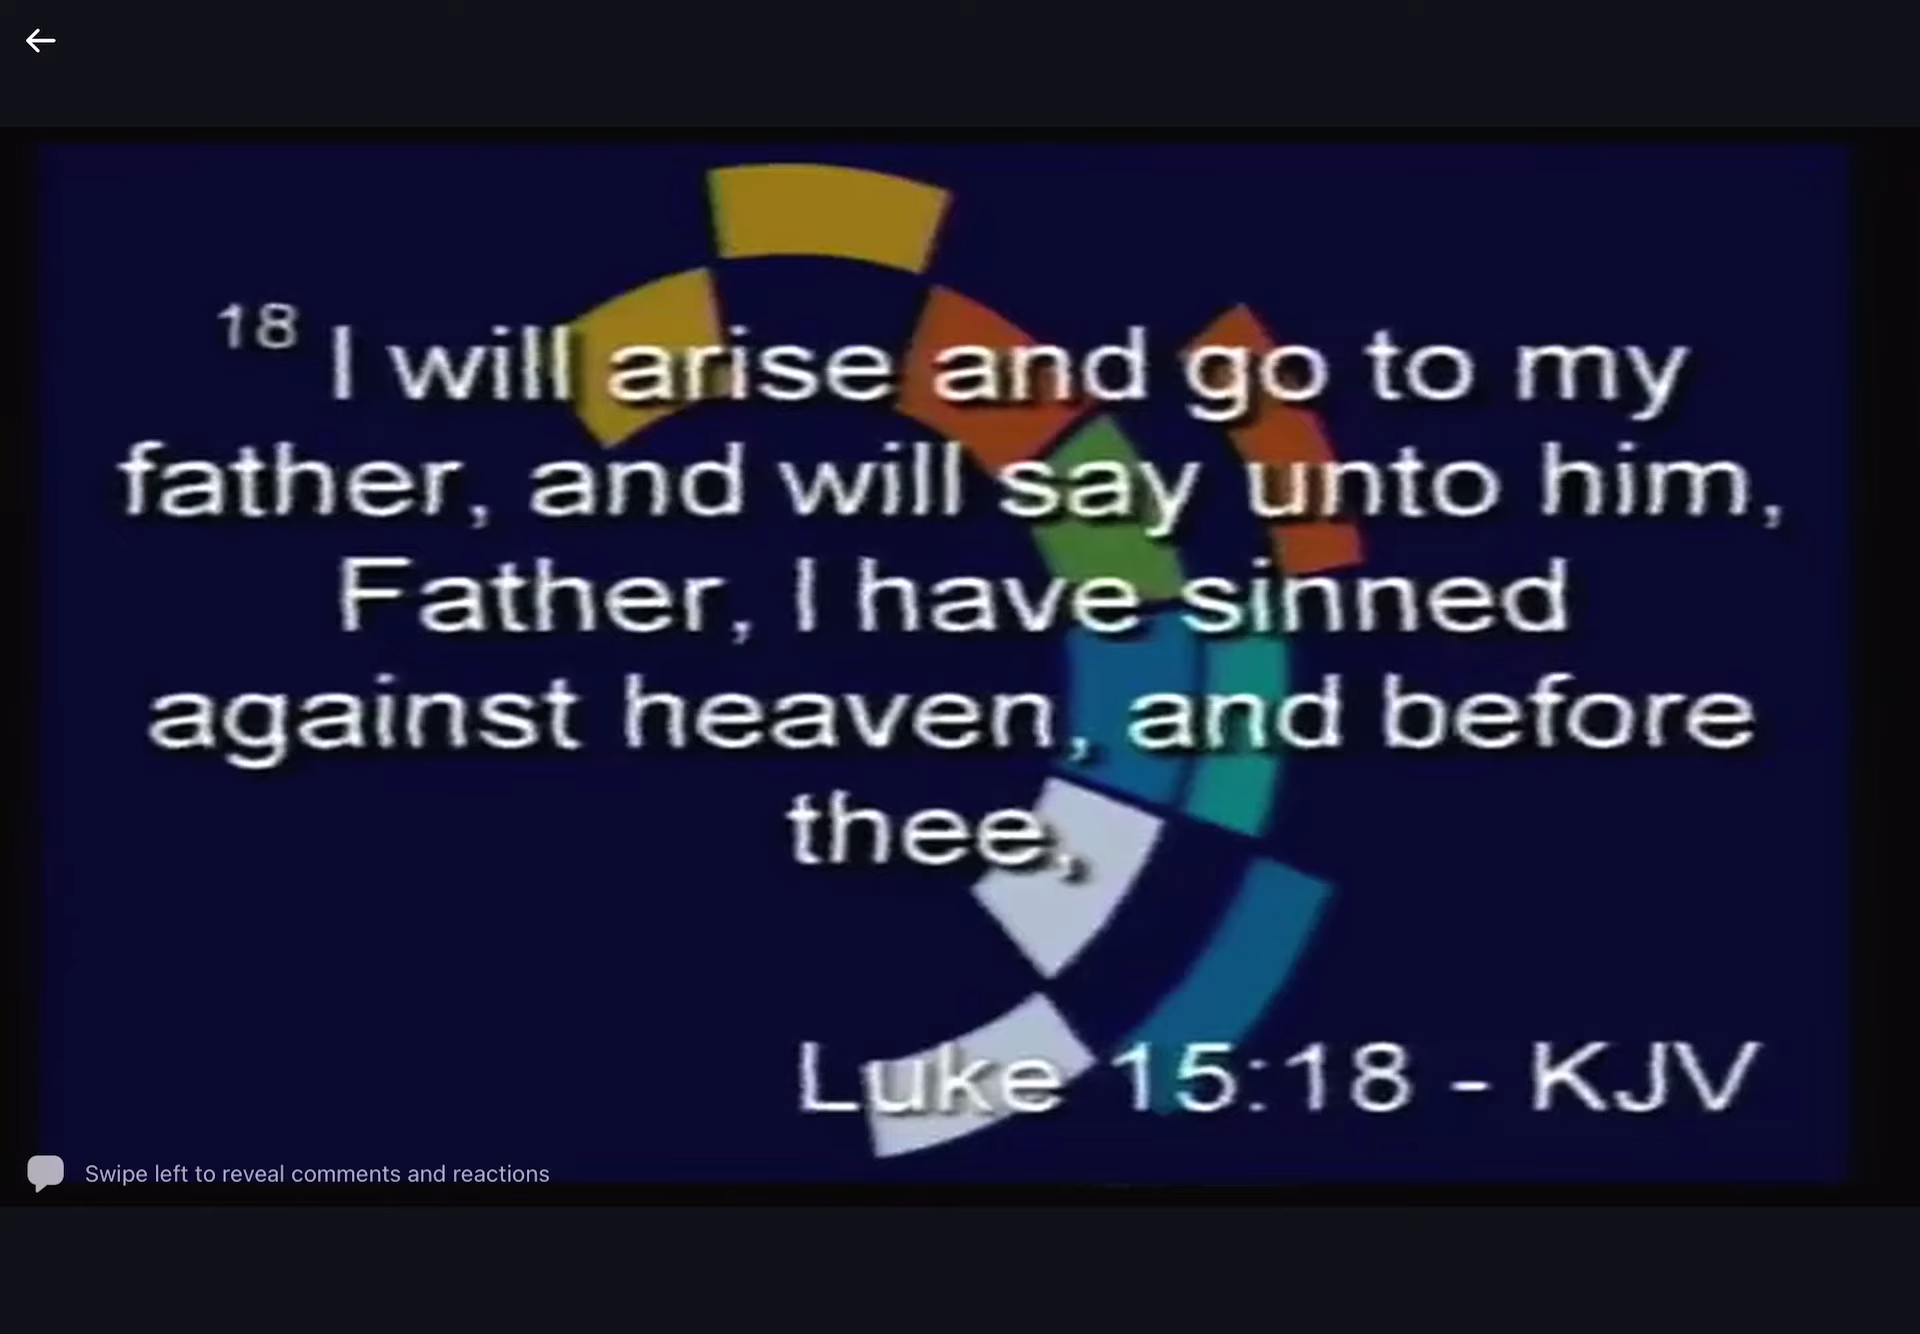 18 I will arise and go to my
father, and will say unto him,
Father, I have sinned
against heaven, and before
thee,
Luke 15:18 - KJV
Swipe left to reveal comments and reactions